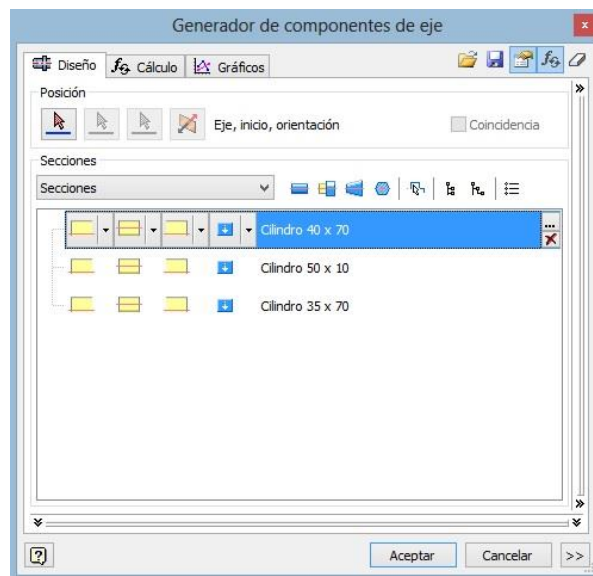 Generador de componentes de eje
x
Diseño Cálculo Gráficos
Posición
Eje, inicio, orientación Coincidencia
Secciones
Secciones
Cilindro 40 x 70
...
Cilindro 50 x 10
Cilindro 35 x 70
? Aceptar Cancelar >>